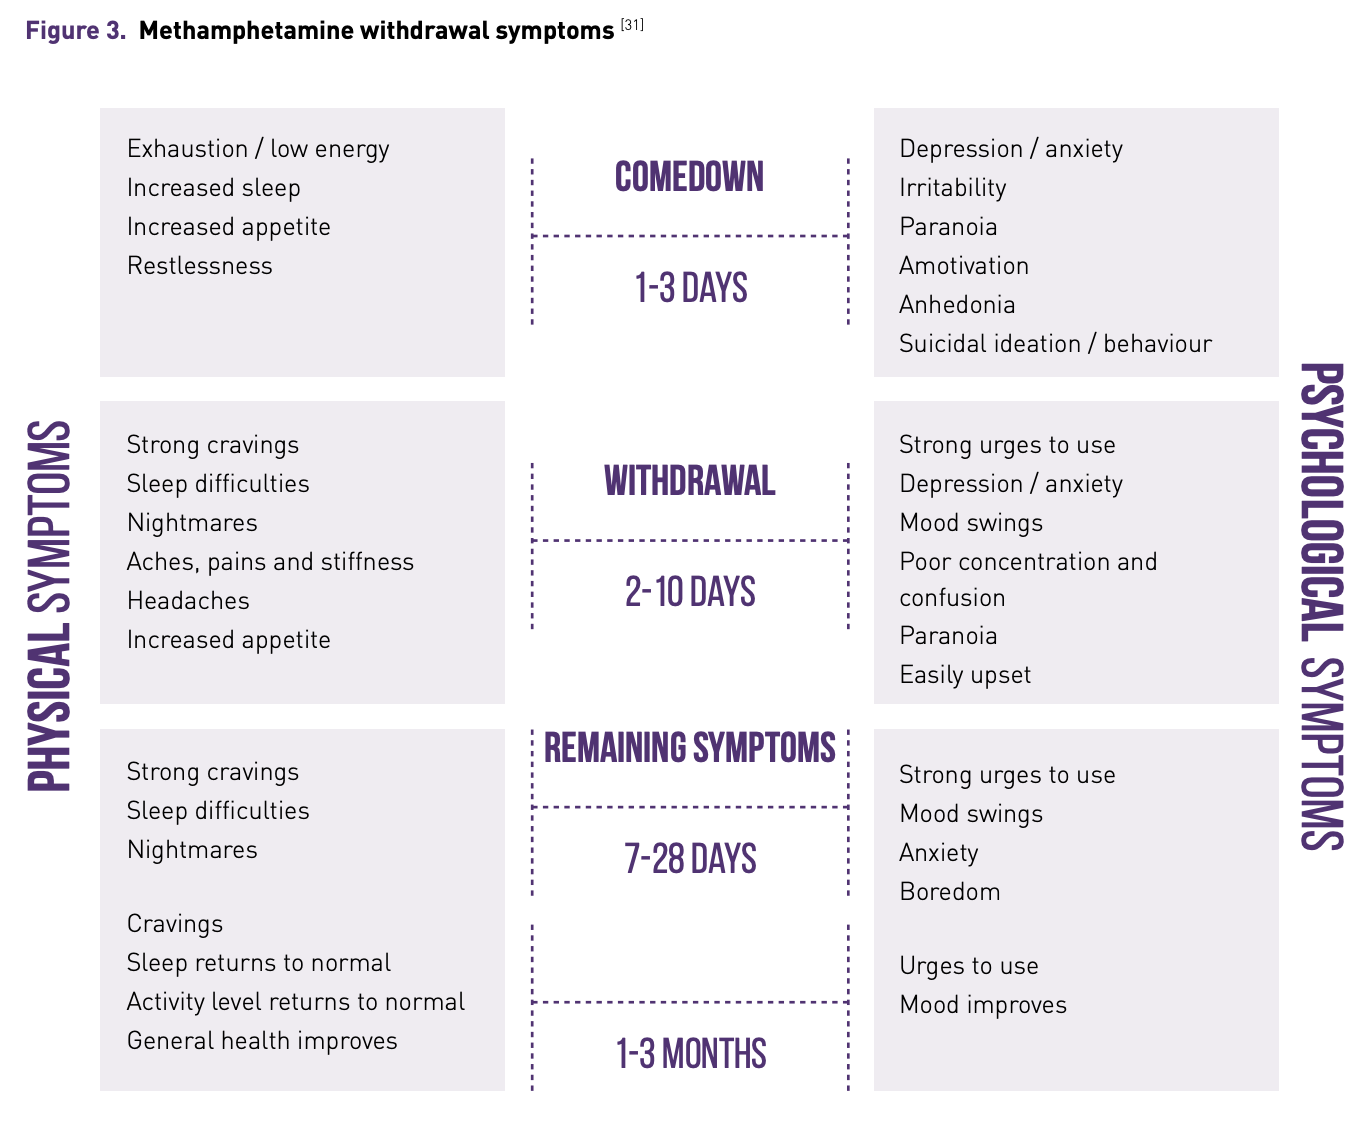 Figure 3. Methamphetamine withdrawal symptoms [31]
PHYSICAL SYMPTOMS
Exhaustion / low energy
Increased sleep
Increased appetite
Restlessness
COMEDOWN
1-3 DAYS
Depression / anxiety
Irritability
Paranoia
Amotivation
Anhedonia
Suicidal ideation / behaviour
Strong cravings
Sleep difficulties
Nightmares
Aches, pains and stiffness
Headaches
Increased appetite
WITHDRAWAL
2-10 DAYS
Strong urges to use
Depression / anxiety
Mood swings
Poor concentration and
confusion
Paranoia
Easily upset
Strong cravings
Sleep difficulties
Nightmares
REMAINING SYMPTOMS
7-28 DAYS
Strong urges to use
Mood swings
Anxiety
Boredom
Cravings
Sleep returns to normal
Activity level returns to normal
General health improves
1-3 MONTHS
Urges to use
Mood improves
PSYCHOLOGICAL SYMPTOMS